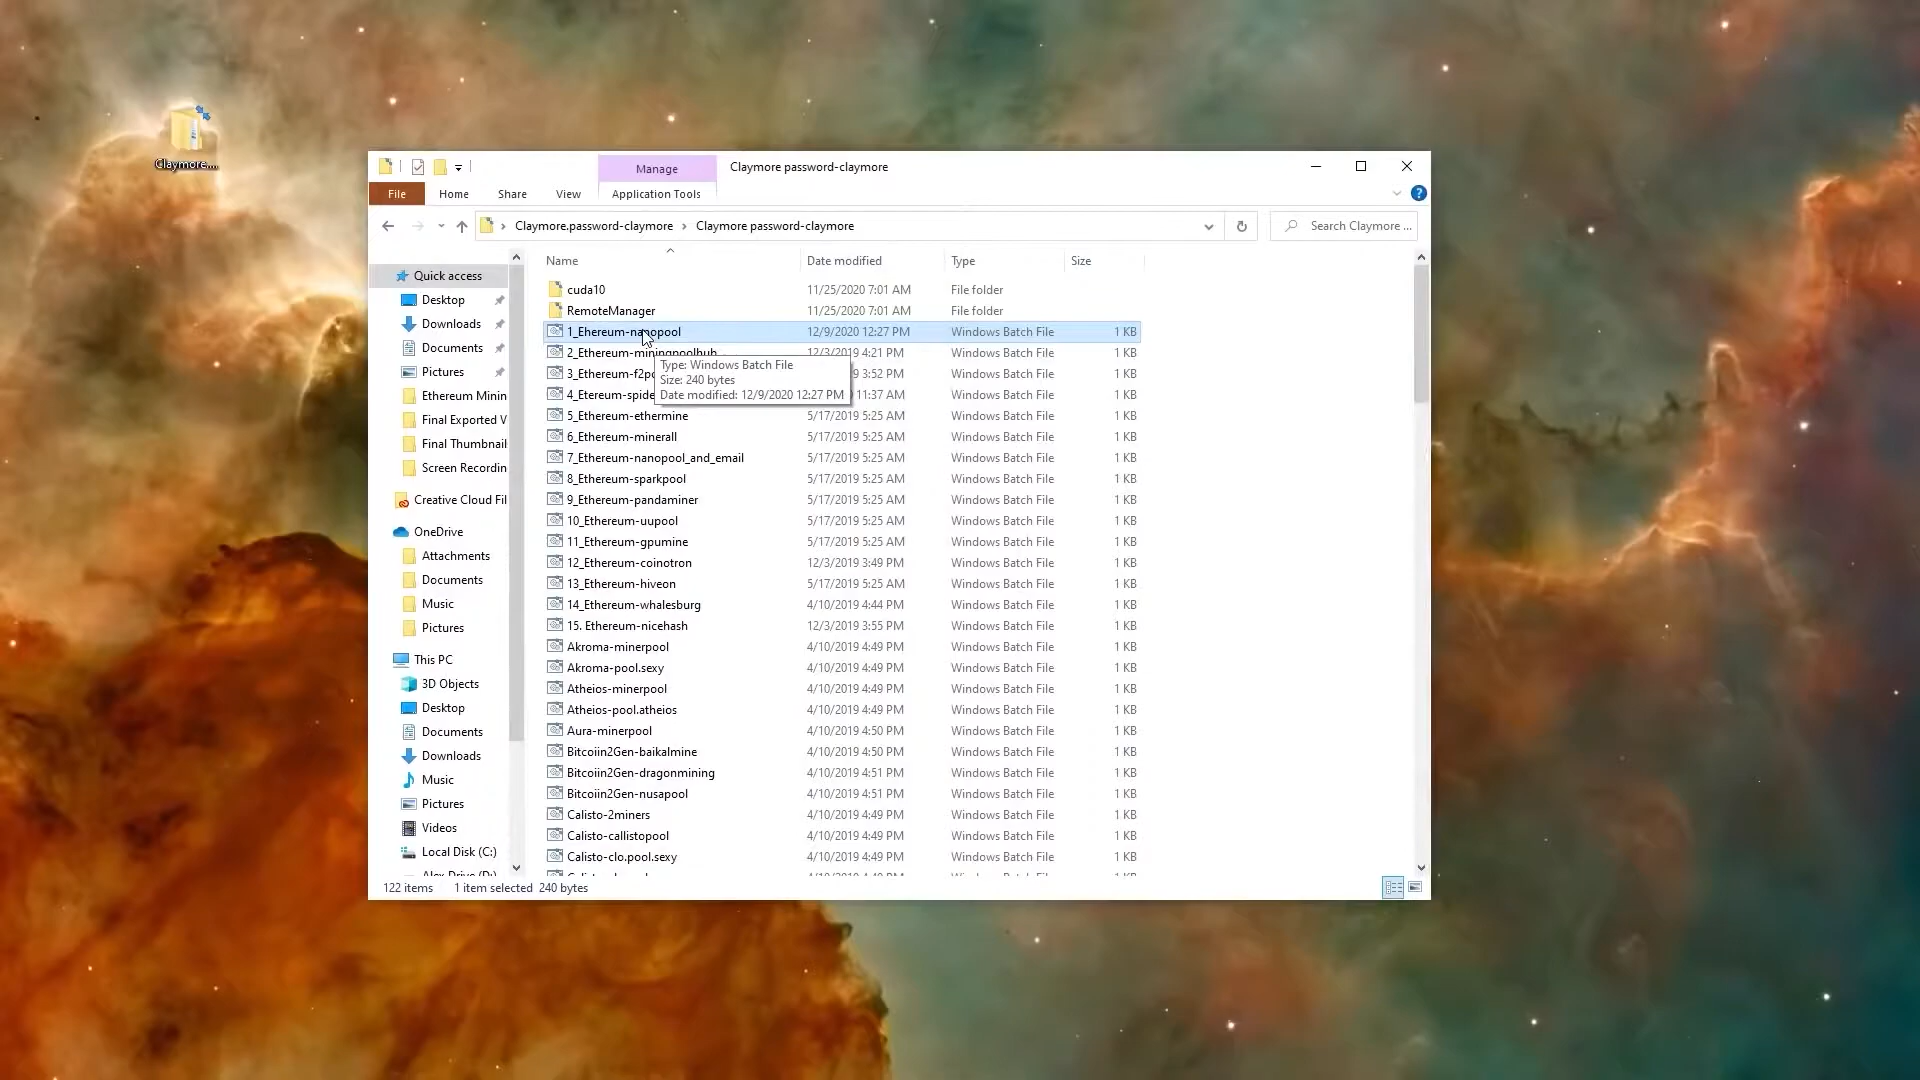 Claymore....
Manage
Claymore password-claymore
File
Home
Share
View
Application Tools
Claymore.password-claymore
Claymore password-claymore
Search Claymore ...
Name
Date modified
Type
Size
Quick access
Desktop
Downloads
Documents
Pictures
Ethereum Minin
Final Exported V
Final Thumbnail
Screen Recordin
Creative Cloud Fil
OneDrive
Attachments
Documents
Music
Pictures
This PC
3D Objects
Desktop
Documents
Downloads
Music
Pictures
Videos
Local Disk (C:)
Alex Drive (D:)
cuda10 11/25/2020 7:01 AM File folder
RemoteManager 11/25/2020 7:01 AM File folder
1_Ehereum-nanopool 12/9/2020 12:27 PM Windows Batch File 1 KB
2_Ethereum-miningpoolhub 12/3/2019 4:21 PM Windows Batch File 1 KB
3_Ethereum-f2po 9 3:52 PM Windows Batch File 1 KB
4_Etereum-spide 11:37 AM Windows Batch File 1 KB
Type: Windows Batch File
Size: 240 bytes
Date modified: 12/9/2020 12:27 PM
5_Ethereum-ethermine 5/17/2019 5:25 AM Windows Batch File 1 KB
6_Ethereum-minerall 5/17/2019 5:25 AM Windows Batch File 1 KB
7_Ethereum-nanopool_and_email 5/17/2019 5:25 AM Windows Batch File 1 KB
8_Ethereum-sparkpool 5/17/2019 5:25 AM Windows Batch File 1 KB
9_Ethereum-pandaminer 5/17/2019 5:25 AM Windows Batch File 1 KB
10_Ethereum-uupool 5/17/2019 5:25 AM Windows Batch File 1 KB
11_Ethereum-gpumine 5/17/2019 5:25 AM Windows Batch File 1 KB
12_Ethereum-coinotron 12/3/2019 3:49 PM Windows Batch File 1 KB
13_Ethereum-hiveon 5/17/2019 5:25 AM Windows Batch File 1 KB
14_Ethereum-whalesburg 4/10/2019 4:44 PM Windows Batch File 1 KB
15. Ethereum-nicehash 12/3/2019 3:55 PM Windows Batch File 1 KB
Akroma-minerpool 4/10/2019 4:49 PM Windows Batch File 1 KB
Akroma-pool.sexy 4/10/2019 4:49 PM Windows Batch File 1 KB
Atheios-minerpool 4/10/2019 4:49 PM Windows Batch File 1 KB
Atheios-pool.atheios 4/10/2019 4:49 PM Windows Batch File 1 KB
Aura-minerpool 4/10/2019 4:50 PM Windows Batch File 1 KB
Bitcoiin2Gen-baikalmine 4/10/2019 4:50 PM Windows Batch File 1 KB
Bitcoiin2Gen-dragonmining 4/10/2019 4:51 PM Windows Batch File 1 KB
Bitcoiin2Gen-nusapool 4/10/2019 4:51 PM Windows Batch File 1 KB
Calisto-2miners 4/10/2019 4:49 PM Windows Batch File 1 KB
Calisto-callistopool 4/10/2019 4:49 PM Windows Batch File 1 KB
Calisto-clo.pool.sexy 4/10/2019 4:49 PM Windows Batch File 1 KB
122 items 1 item selected 240 bytes